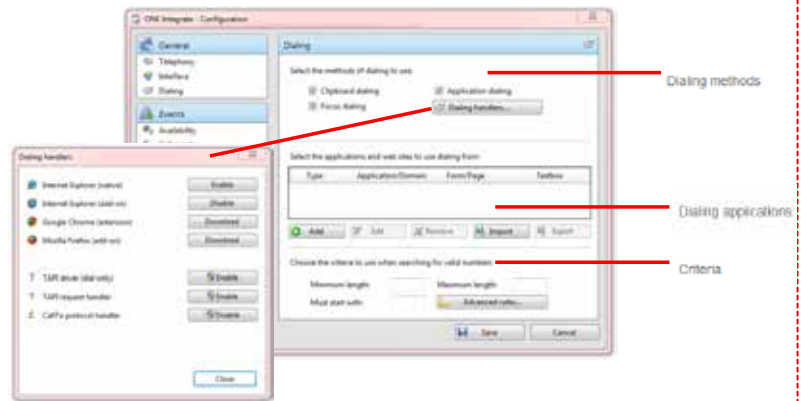 ONE Integrate - Configuration
General
Telephony
Interface
Dialing
Events
Availability
Dialing
Select the methods of dialing to use:
Clipboard dialing
Application dialing
Focus dialing
Dialing handlers...
Select the applications and web sites to use dialing from:
Type Application/Domain Form/Page Textbox
Add Edit Remove Import Export
Choose the criteria to use when searching for valid numbers:
Minimum length: Maximum length:
Must start with: Advanced rules...
Save Cancel
Dialing handlers
Internet Explorer (native) Enable
Internet Explorer (add-on) Disable
Google Chrome (extension) Download
Mozilla Firefox (add-on) Download
TAPI driver (dial only) Enable
TAPI request handler Enable
CallTo protocol handler Enable
Close
Dialing methods
Dialing applications
Criteria